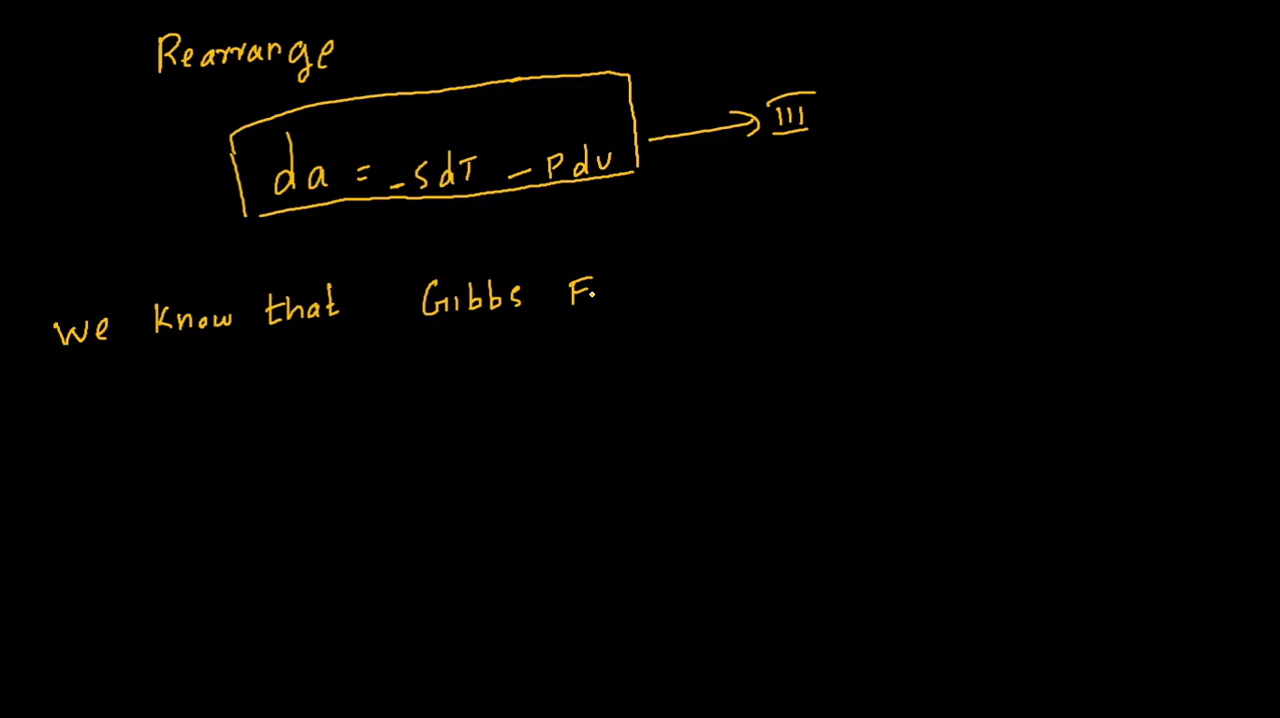 Rearrange
da = -SdT - Pdv
III
We know that Gibbs F